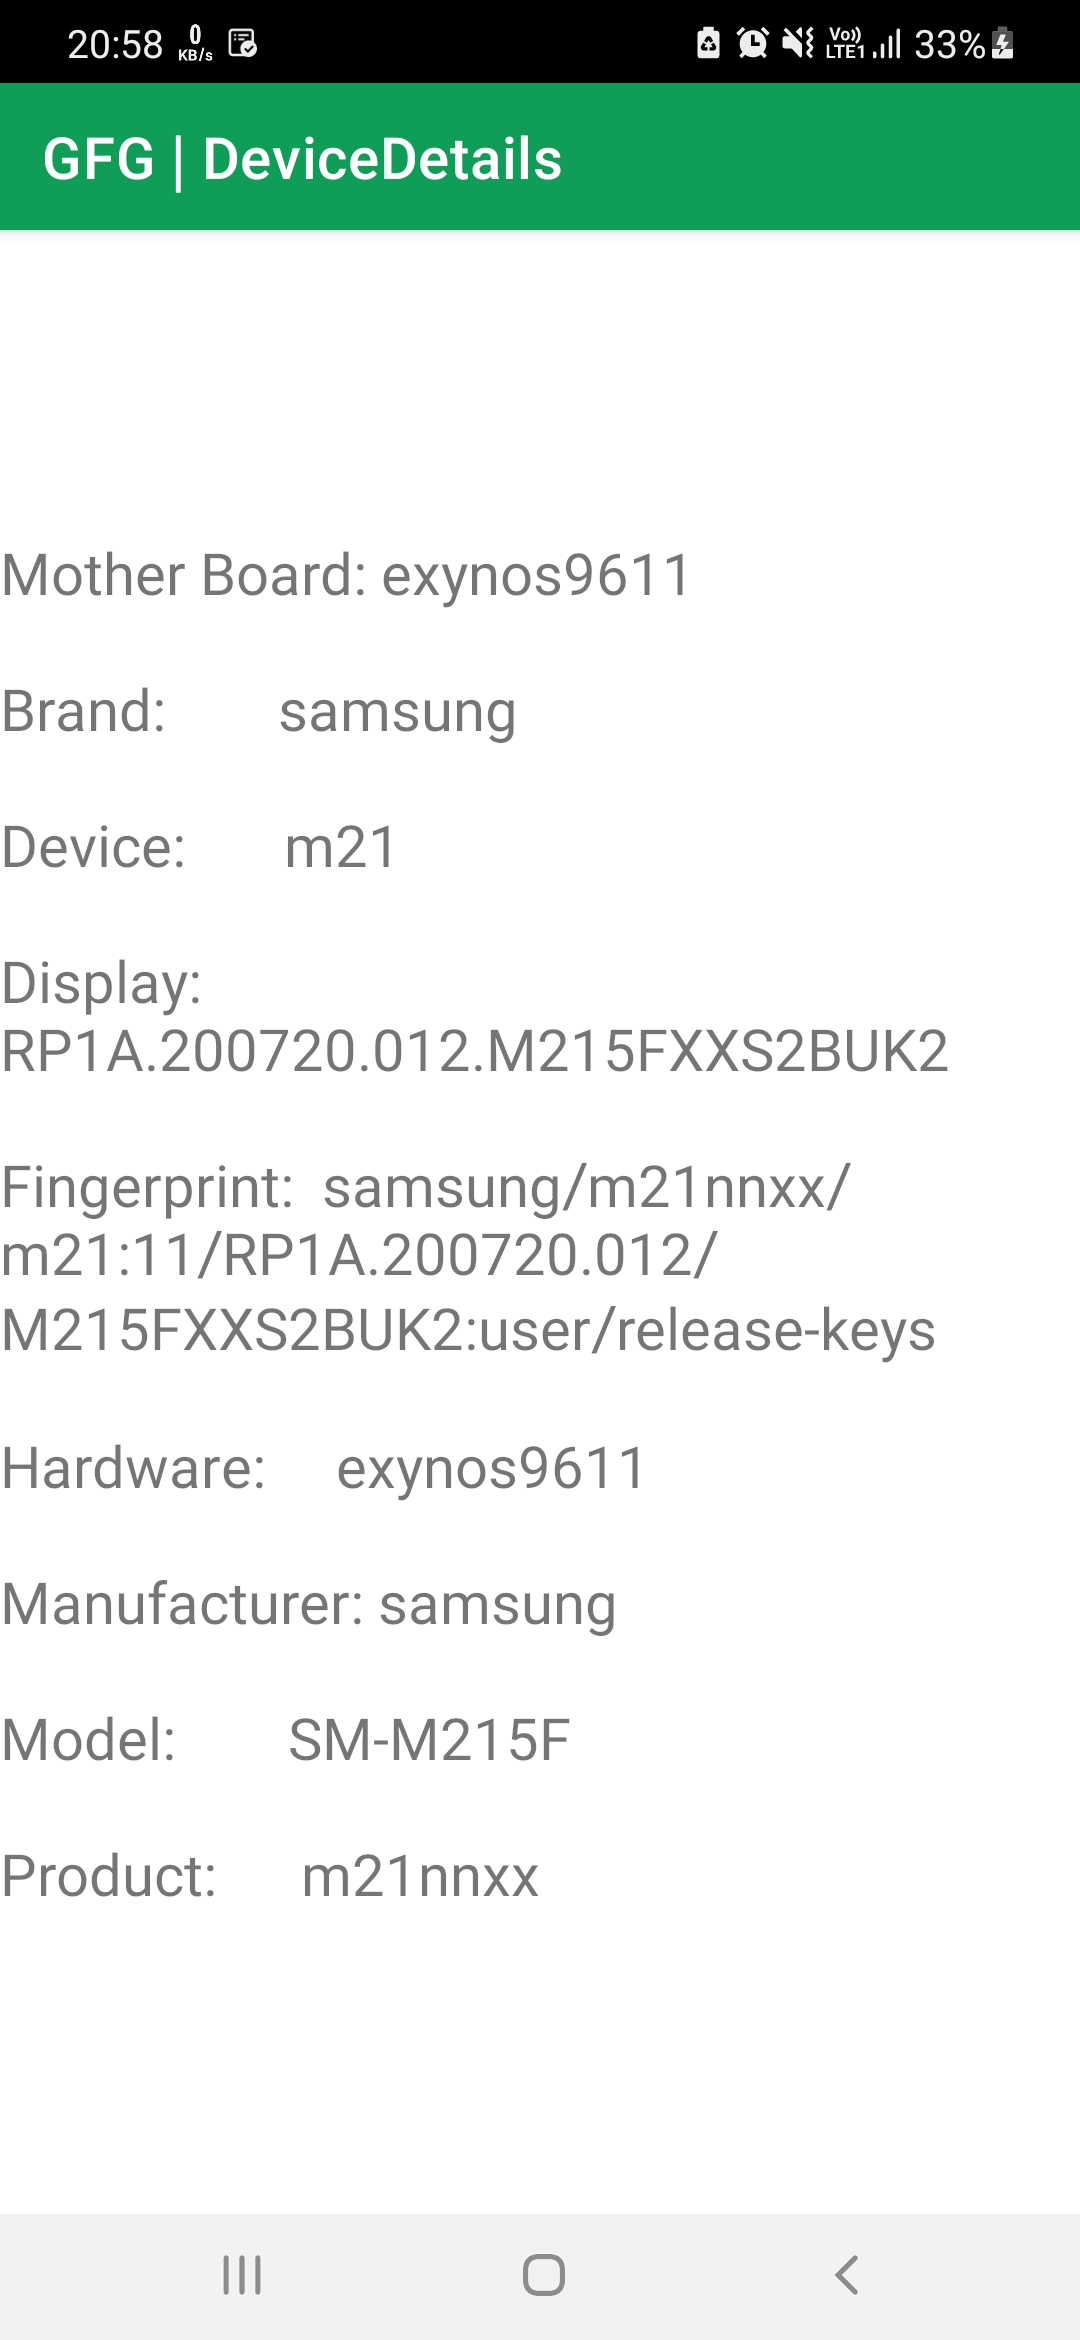 20:58 0 KB/s Vo)) LTE1 33%
GFG | DeviceDetails
Mother Board: exynos9611
Brand: samsung
Device: m21
Display:
RP1A.200720.012.M215FXXS2BUK2
Fingerprint: samsung/m21nnxx/
m21:11/RP1A.200720.012/
M215FXXS2BUK2:user/release-keys
Hardware: exynos9611
Manufacturer: samsung
Model: SM-M215F
Product: m21nnxx